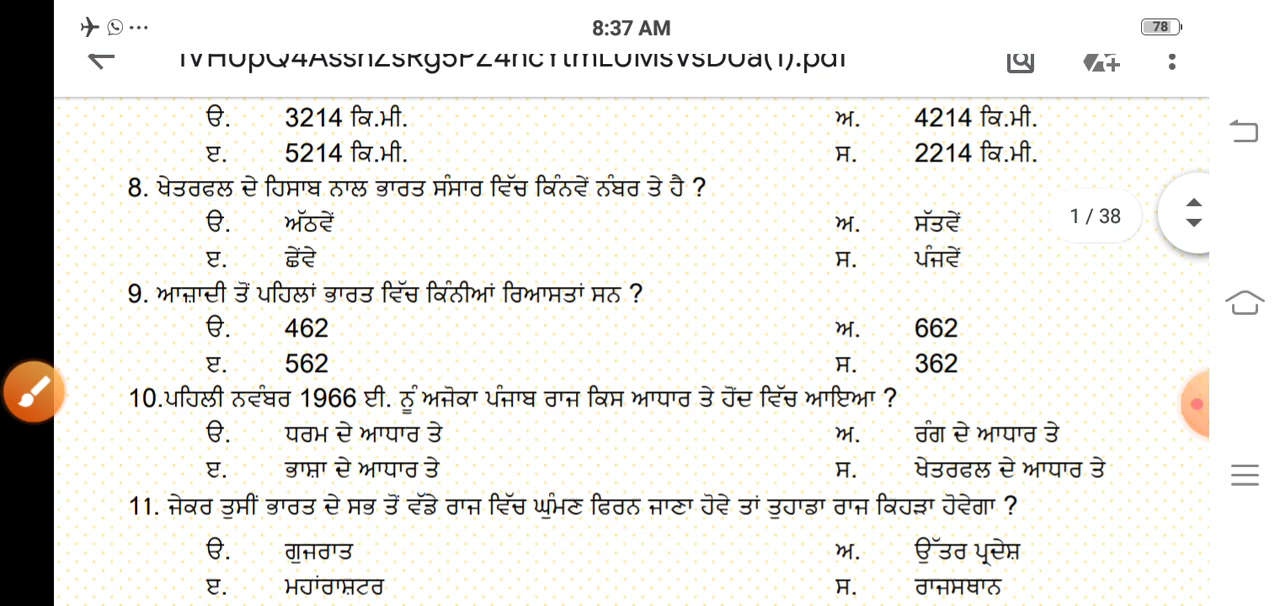 8:37 AM
78
ੳ. 3214 ਕਿ.ਮੀ. ਅ. 4214 ਕਿ.ਮੀ.
ੲ. 5214 ਕਿ.ਮੀ. ਸ. 2214 ਕਿ.ਮੀ.
8. ਖੇਤਰਫਲ ਦੇ ਹਿਸਾਬ ਨਾਲ ਭਾਰਤ ਸੰਸਾਰ ਵਿੱਚ ਕਿੰਨਵੇਂ ਨੰਬਰ ਤੇ ਹੈ ?
ੳ. ਅੱਠਵੇਂ ਅ. ਸੱਤਵੇਂ
1 / 38
ੲ. ਛੇਂਵੇ ਸ. ਪੰਜਵੇਂ
9. ਆਜ਼ਾਦੀ ਤੋਂ ਪਹਿਲਾਂ ਭਾਰਤ ਵਿੱਚ ਕਿੰਨੀਆਂ ਰਿਆਸਤਾਂ ਸਨ ?
ੳ. 462 ਅ. 662
ੲ. 562 ਸ. 362
10.ਪਹਿਲੀ ਨਵੰਬਰ 1966 ਈ. ਨੂੰ ਅਜੋਕਾ ਪੰਜਾਬ ਰਾਜ ਕਿਸ ਆਧਾਰ ਤੇ ਹੋਂਦ ਵਿੱਚ ਆਇਆ ?
ੳ. ਧਰਮ ਦੇ ਆਧਾਰ ਤੇ ਅ. ਰੰਗ ਦੇ ਆਧਾਰ ਤੇ
ੲ. ਭਾਸ਼ਾ ਦੇ ਆਧਾਰ ਤੇ ਸ. ਖੇਤਰਫਲ ਦੇ ਆਧਾਰ ਤੇ
11. ਜੇਕਰ ਤੁਸੀਂ ਭਾਰਤ ਦੇ ਸਭ ਤੋਂ ਵੱਡੇ ਰਾਜ ਵਿੱਚ ਘੁੰਮਣ ਫਿਰਨ ਜਾਣਾ ਹੋਵੇ ਤਾਂ ਤੁਹਾਡਾ ਰਾਜ ਕਿਹੜਾ ਹੋਵੇਗਾ ?
ੳ. ਗੁਜਰਾਤ ਅ. ਉੱਤਰ ਪ੍ਰਦੇਸ਼
ੲ. ਮਹਾਂਰਾਸ਼ਟਰ ਸ. ਰਾਜਸਥਾਨ